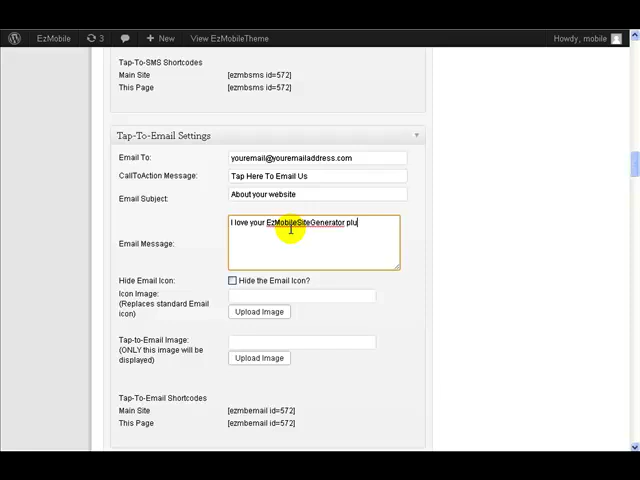 EzMobile 3 New View EzMobileTheme Howdy, mobile
Tap-To-SMS Shortcodes
Main Site [ezmbsms id=572]
This Page [ezmbsms id=572]
Tap-To-Email Settings
Email To: youremail@youremailaddress.com
CallToAction Message: Tap Here To Email Us
Email Subject: About your website
I love your EzMobileSiteGenerator plu
Email Message:
Hide Email Icon: Hide the Email Icon?
Icon Image:
(Replaces standard Email
icon)
Upload Image
Tap-to-Email Image:
(ONLY this image will be
displayed)
Upload Image
Tap-To-Email Shortcodes
Main Site [ezmbemail id=572]
This Page [ezmbemail id=572]